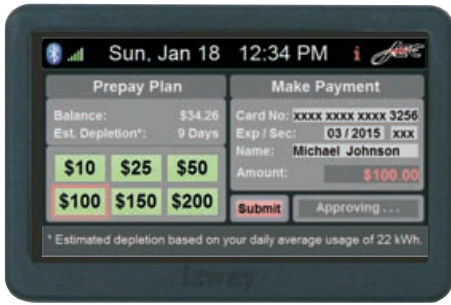 Sun, Jan 18 12:34 PM i
Prepay Plan
Balance: $34.26
Est. Depletion*: 9 Days
$10 $25 $50
$100 $150 $200
Make Payment
Card No: xxxx xxxx xxxx 3256
Exp / Sec: 03 / 2015 xxx
Name: Michael Johnson
Amount: $100.00
Submit Approving . . .
* Estimated depletion based on your daily average usage of 22 kWh.